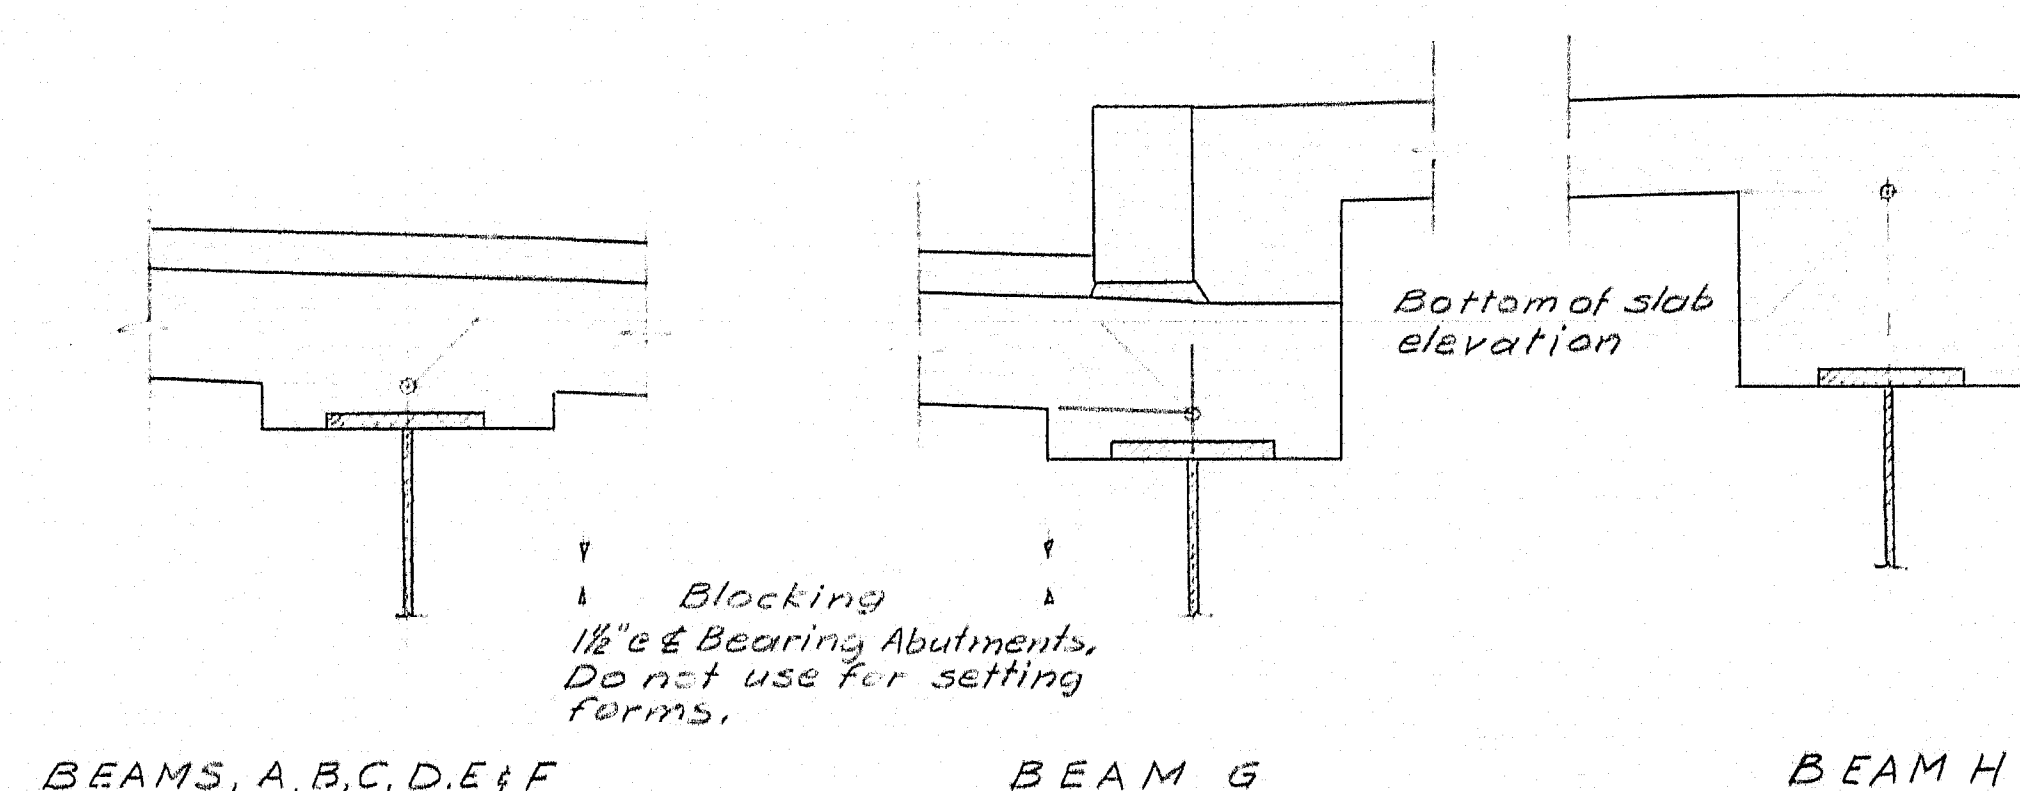 Bottom of slab
elevation
Blocking
1½"@ ℄ Bearing Abutments.
Do not use for setting
forms.
BEAMS, A, B, C, D, E & F
BEAM G
BEAM H